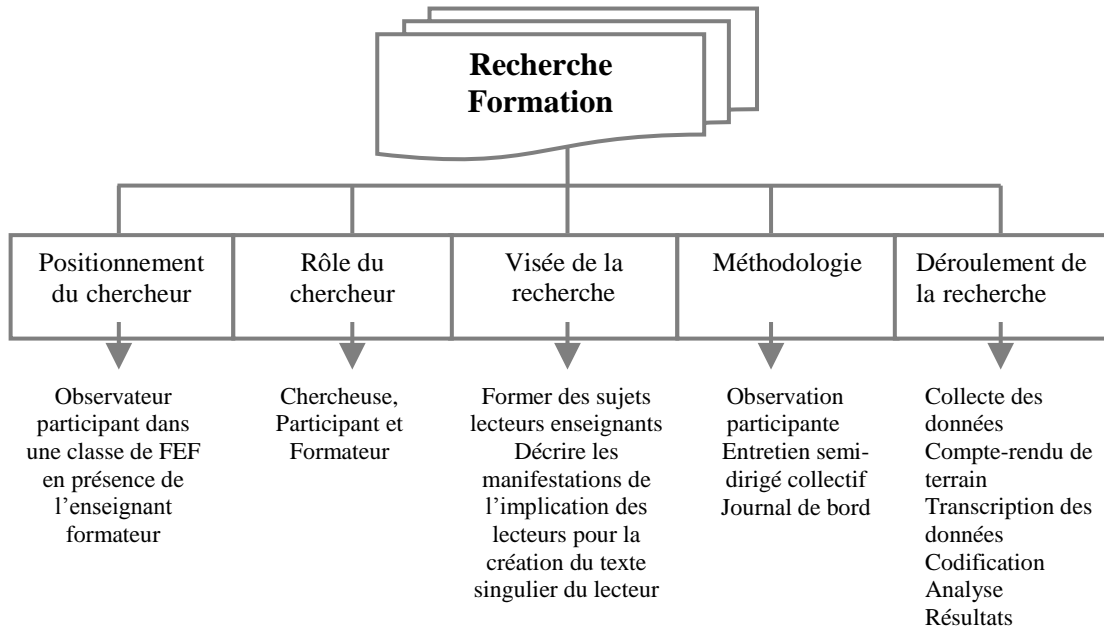 Recherche
Formation
Positionnement
du chercheur
Rôle du
chercheur
Visée de la
recherche
Méthodologie
Déroulement de
la recherche
Observateur
participant dans
une classe de FEF
en présence de
l’enseignant
formateur
Chercheuse,
Participant et
Formateur
Former des sujets
lecteurs enseignants
Décrire les
manifestations de
l’implication des
lecteurs pour la
création du texte
singulier du lecteur
Observation
participante
Entretien semi-
dirigé collectif
Journal de bord
Collecte des
données
Compte-rendu de
terrain
Transcription des
données
Codification
Analyse
Résultats